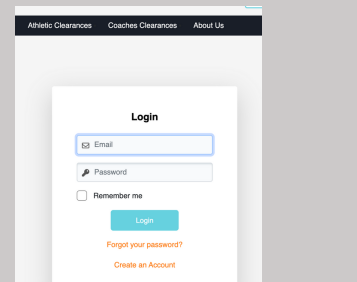 Athletic Clearances Coaches Clearances About Us
Login
Email
Password
Remember me
Login
Forgot your password?
Create an Account